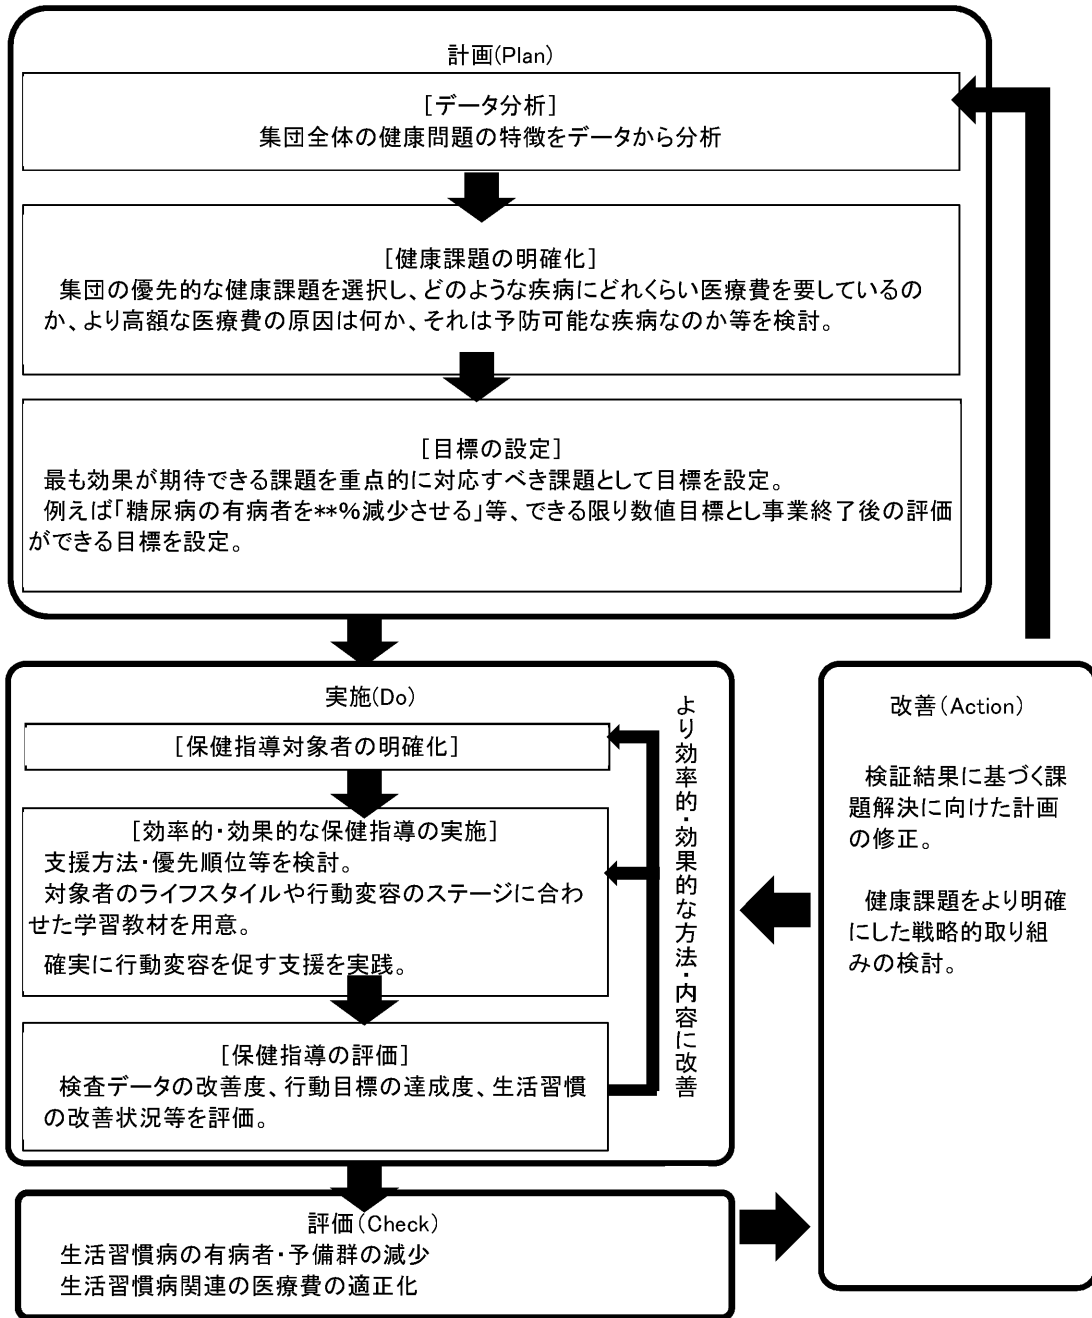 計画(Plan)
[データ分析]
集団全体の健康問題の特徴をデータから分析
[健康課題の明確化]
集団の優先的な健康課題を選択し、どのような疾病にどれくらい医療費を要しているの
か、より高額な医療費の原因は何か、それは予防可能な疾病なのか等を検討。
[目標の設定]
最も効果が期待できる課題を重点的に対応すべき課題として目標を設定。
例えば「糖尿病の有病者を**%減少させる」等、できる限り数値目標とし事業終了後の評価
ができる目標を設定。
実施(Do)
[保健指導対象者の明確化]
[効率的・効果的な保健指導の実施]
支援方法・優先順位等を検討。
対象者のライフスタイルや行動変容のステージに合わ
せた学習教材を用意。
確実に行動変容を促す支援を実践。
[保健指導の評価]
検査データの改善度、行動目標の達成度、生活習慣
の改善状況等を評価。
より効率的・効果的な方法・内容に改善
評価(Check)
生活習慣病の有病者・予備群の減少
生活習慣病関連の医療費の適正化
改善(Action)
検証結果に基づく課
題解決に向けた計画
の修正。
健康課題をより明確
にした戦略的取り組
みの検討。